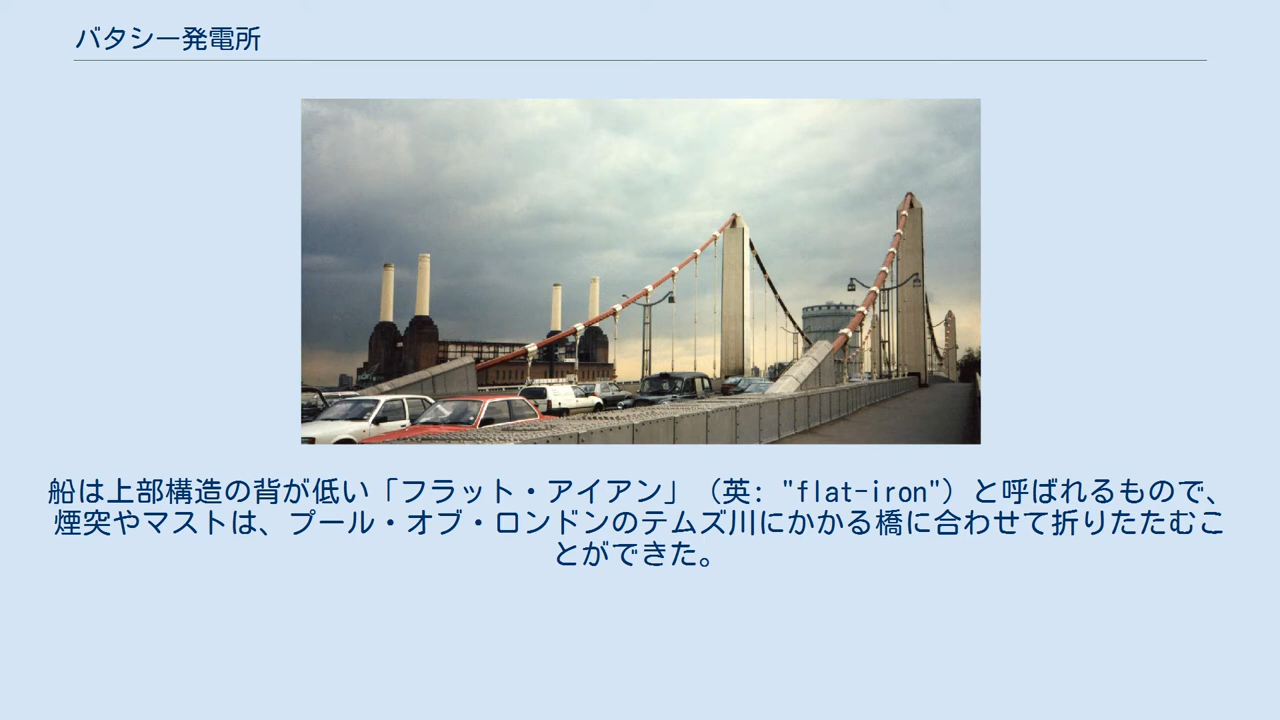 バタシー発電所
船は上部構造の背が低い「フラット・アイアン」（英: "flat-iron"）と呼ばれるもので、
煙突やマストは、プール・オブ・ロンドンのテムズ川にかかる橋に合わせて折りたたむこ
とができた。